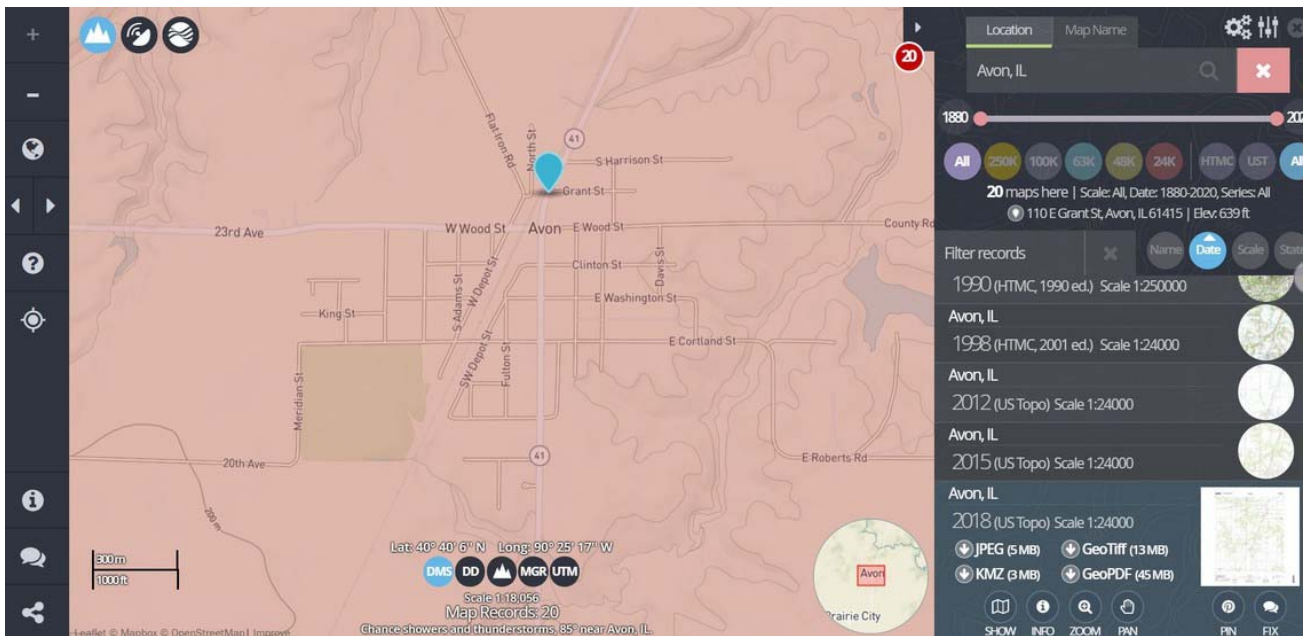 20
Location
Map Name
Avon, IL
1880
All
250K
100K
63K
48K
24K
HTMC
UST
20 maps here | Scale: All, Date: 1880-2020, Series: All
110 E Grant St, Avon, IL 61415 | Elev: 639 ft
Filter records
Name
Date
Scale
State
1990 (HTMC, 1990 ed.) Scale 1:250000
Avon, IL
1998 (HTMC, 2001 ed.) Scale 1:24000
Avon, IL
2012 (US Topo) Scale 1:24000
Avon, IL
2015 (US Topo) Scale 1:24000
Avon, IL
2018 (US Topo) Scale 1:24000
JPEG (5 MB)
GeoTiff (13 MB)
KMZ (3 MB)
GeoPDF (45 MB)
SHOW
INFO
ZOOM
PAN
PIN
FIX
Flat Iron Rd
North St
41
S Harrison St
Grant St
23rd Ave
W Wood St
Avon
E Wood St
County Rd
Clinton St
Davis St
S Adams St
W Depot St
E Washington St
King St
E Cortland St
SW Depot St
Fulton St
Meridian St
41
20th Ave
E Roberts Rd
200 m
300 m
1000 ft
Lat: 40° 40' 6" N Long: 90° 25' 17" W
DMS
DD
MGR
UTM
Scale 1:18,056
Map Records: 20
Chance showers and thunderstorms, 85° near Avon, IL.
Avon
Prairie City
Leaflet © Mapbox © OpenStreetMap Improve